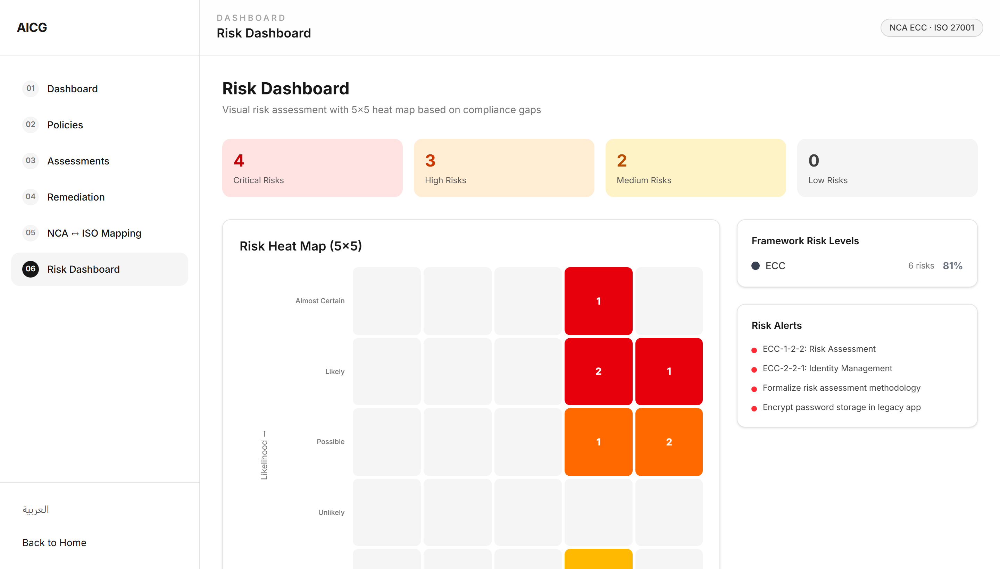 AICG
DASHBOARD
Risk Dashboard
NCA ECC · ISO 27001
01 Dashboard
02 Policies
03 Assessments
04 Remediation
05 NCA ↔ ISO Mapping
06 Risk Dashboard
العربية
Back to Home
Risk Dashboard
Visual risk assessment with 5×5 heat map based on compliance gaps
4
Critical Risks
3
High Risks
2
Medium Risks
0
Low Risks
Risk Heat Map (5×5)
Likelihood →
Almost Certain 1
Likely 2 1
Possible 1 2
Unlikely
Framework Risk Levels
ECC 6 risks 81%
Risk Alerts
ECC-1-2-2: Risk Assessment
ECC-2-2-1: Identity Management
Formalize risk assessment methodology
Encrypt password storage in legacy app